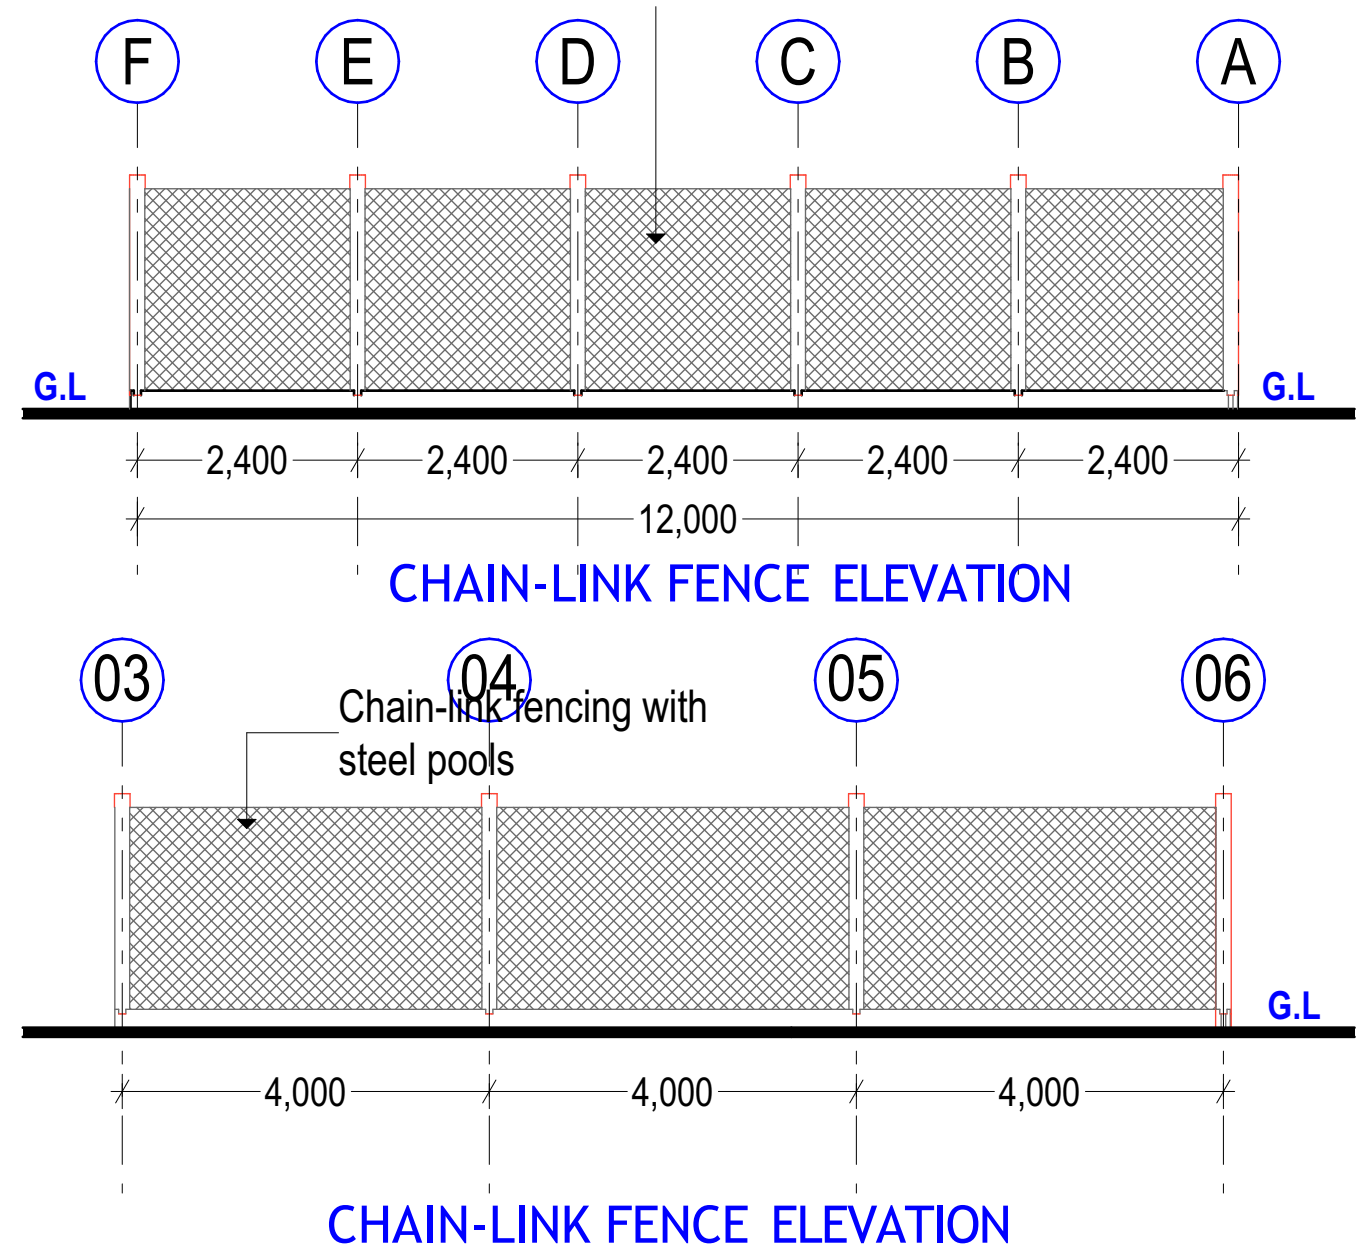 F E D C B A
G.L G.L
2,400 2,400 2,400 2,400 2,400
12,000
CHAIN-LINK FENCE ELEVATION
03 04 05 06
Chain-link fencing with
steel pools
G.L
4,000 4,000 4,000
CHAIN-LINK FENCE ELEVATION